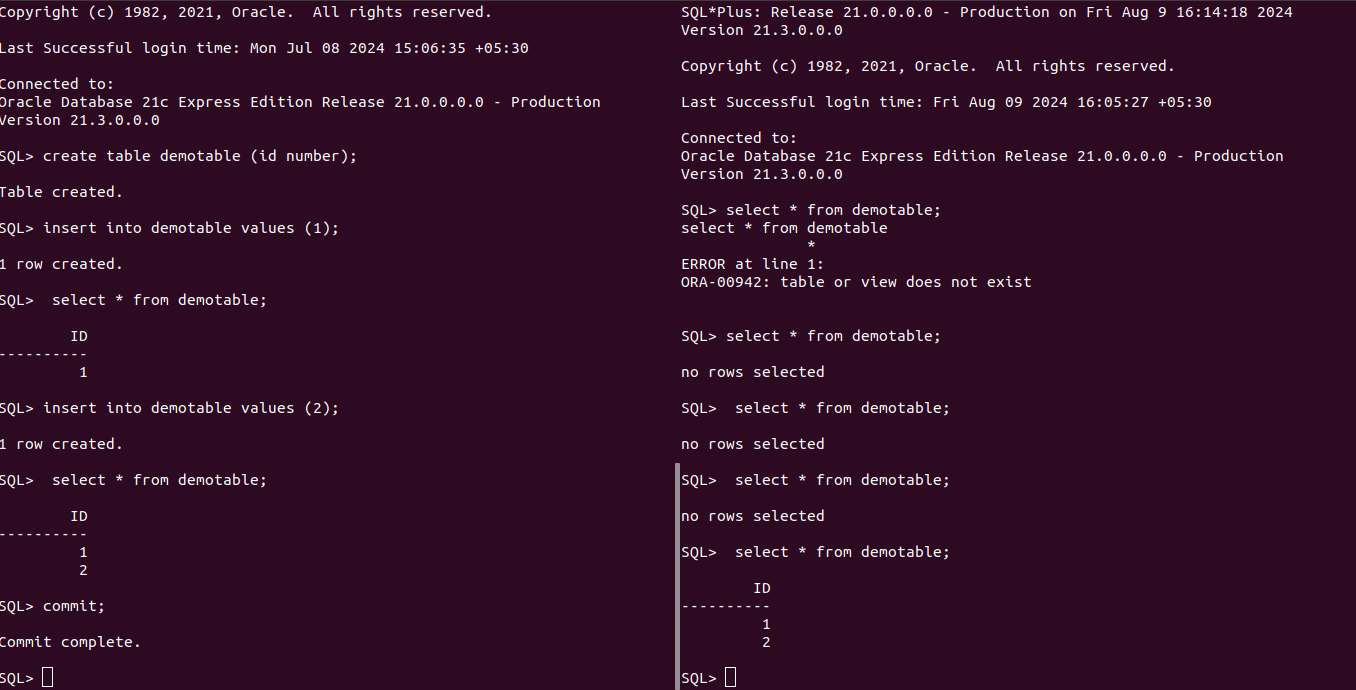 Copyright (c) 1982, 2021, Oracle.  All rights reserved.
Last Successful login time: Mon Jul 08 2024 15:06:35 +05:30
Connected to:
Oracle Database 21c Express Edition Release 21.0.0.0.0 - Production
Version 21.3.0.0.0
SQL> create table demotable (id number);
Table created.
SQL> insert into demotable values (1);
1 row created.
SQL>  select * from demotable;
        ID
----------
         1
SQL> insert into demotable values (2);
1 row created.
SQL>  select * from demotable;
        ID
----------
         1
         2
SQL> commit;
Commit complete.
SQL>
SQL*Plus: Release 21.0.0.0.0 - Production on Fri Aug 9 16:14:18 2024
Version 21.3.0.0.0
Copyright (c) 1982, 2021, Oracle.  All rights reserved.
Last Successful login time: Fri Aug 09 2024 16:05:27 +05:30
Connected to:
Oracle Database 21c Express Edition Release 21.0.0.0.0 - Production
Version 21.3.0.0.0
SQL> select * from demotable;
select * from demotable
              *
ERROR at line 1:
ORA-00942: table or view does not exist
SQL> select * from demotable;
no rows selected
SQL>  select * from demotable;
no rows selected
SQL>  select * from demotable;
no rows selected
SQL>  select * from demotable;
        ID
----------
         1
         2
SQL>